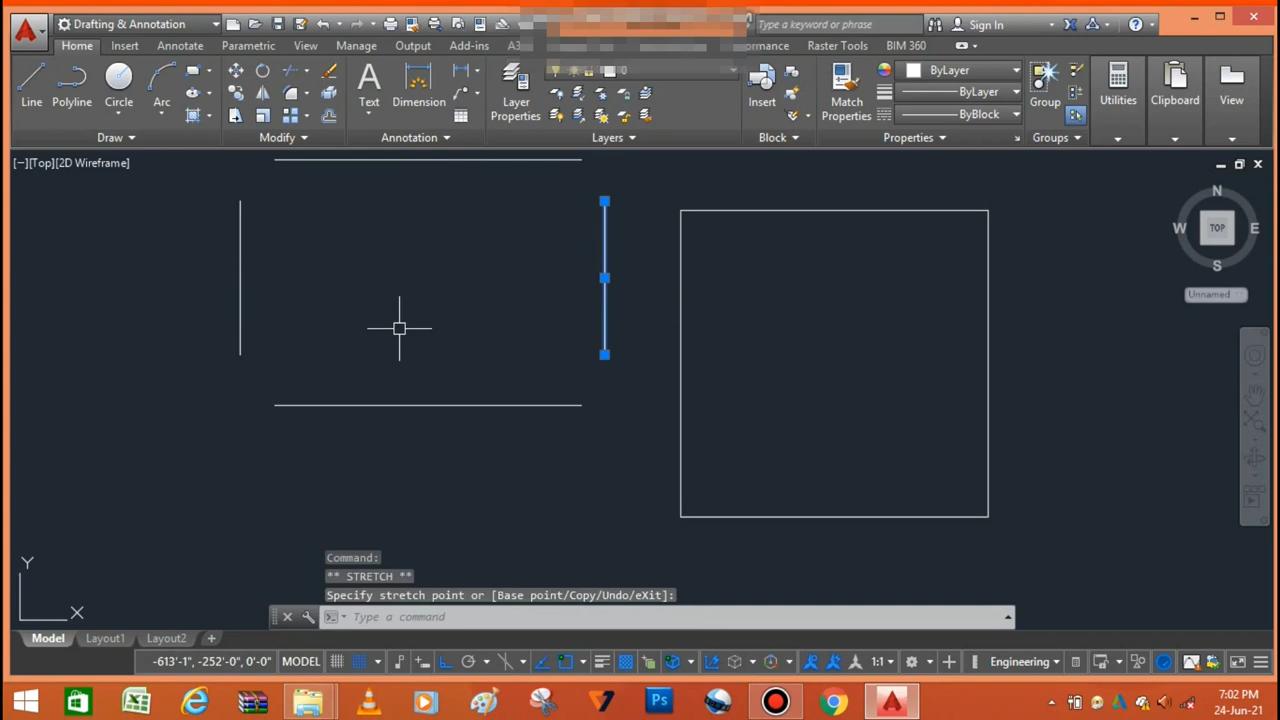 Drafting & Annotation
Type a keyword or phrase
Sign In
Home Insert Annotate Parametric View Manage Output Add-ins
Raster Tools BIM 360
0
ByLayer
ByLayer
ByBlock
Line Polyline Circle Arc
Text Dimension
Layer Properties
Insert
Match Properties
Group
Utilities Clipboard View
Draw Modify Annotation Layers Block Properties Groups
[−][Top][2D Wireframe]
N
W TOP E
S
Unnamed
Y
X
Command:
** STRETCH **
Specify stretch point or [Base point/Copy/Undo/eXit]:
Type a command
Model Layout1 Layout2 +
-613'-1", -252'-0", 0'-0" MODEL 1:1 Engineering
Ps
7:02 PM
24-Jun-21